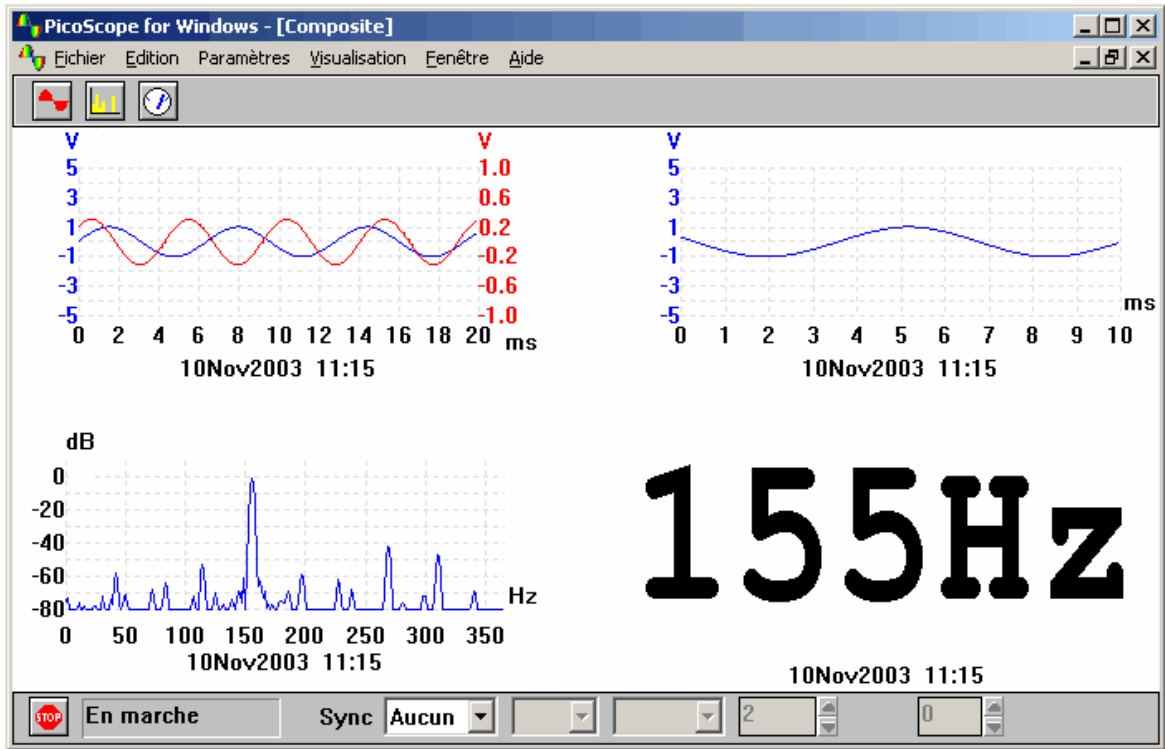 PicoScope for Windows - [Composite]
Fichier Edition Paramètres Visualisation Fenêtre Aide
V V
5 1.0
3 0.6
1 0.2
-1 -0.2
-3 -0.6
-5 -1.0
0 2 4 6 8 10 12 14 16 18 20 ms
10Nov2003 11:15
V
5
3
1
-1
-3
-5
ms
0 1 2 3 4 5 6 7 8 9 10
10Nov2003 11:15
dB
0
-20
-40
-60
-80
Hz
0 50 100 150 200 250 300 350
10Nov2003 11:15
155Hz
10Nov2003 11:15
STOP En marche Sync Aucun 2 0